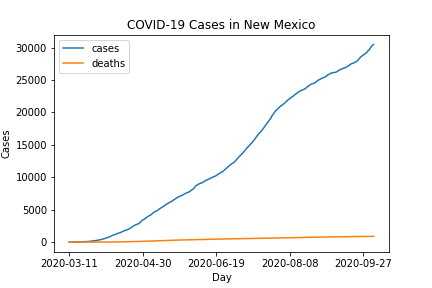 COVID-19 Cases in New Mexico
cases
deaths
30000
25000
20000
15000
10000
5000
0
Cases
2020-03-11 2020-04-30 2020-06-19 2020-08-08 2020-09-27
Day